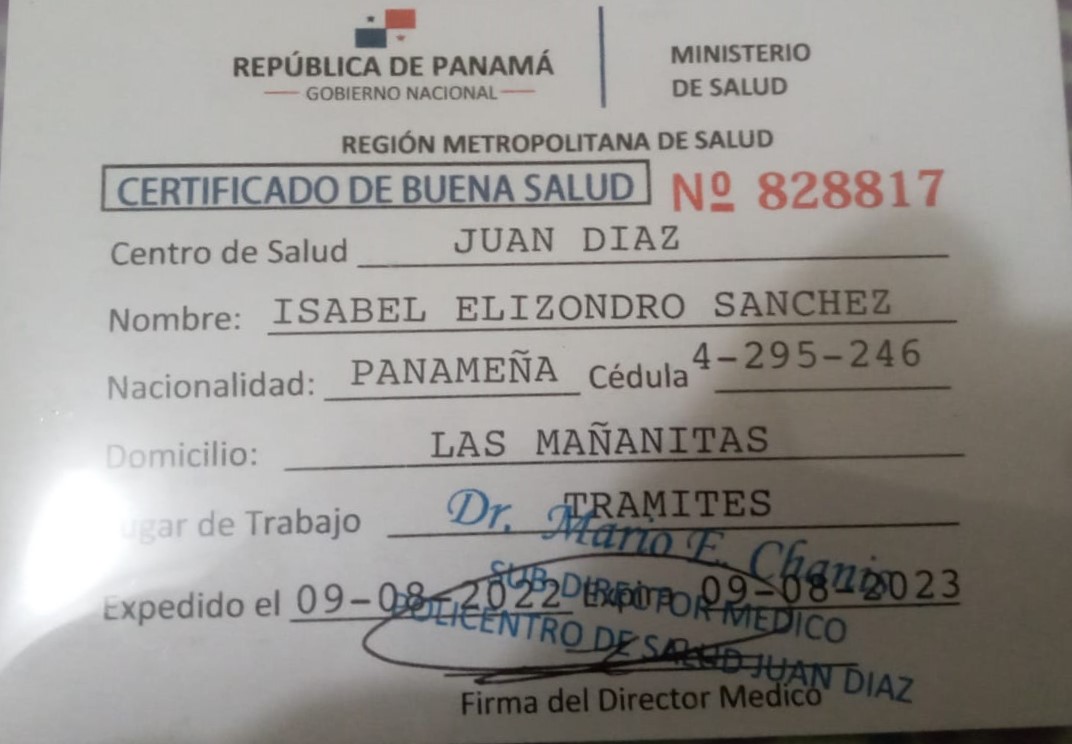 REPÚBLICA DE PANAMÁ
GOBIERNO NACIONAL
MINISTERIO
DE SALUD
REGIÓN METROPOLITANA DE SALUD
CERTIFICADO DE BUENA SALUD Nº 828817
Centro de Salud JUAN DIAZ
Nombre: ISABEL ELIZONDRO SANCHEZ
Nacionalidad: PANAMEÑA Cédula 4-295-246
Domicilio: LAS MAÑANITAS
Lugar de Trabajo TRAMITES
Dr. Mario E. Chanis
Expedido el 09-08-2022 Expira 09-08-2023
SUB-DIRECTOR MEDICO
POLICENTRO DE SALUD JUAN DIAZ
Firma del Director Medico